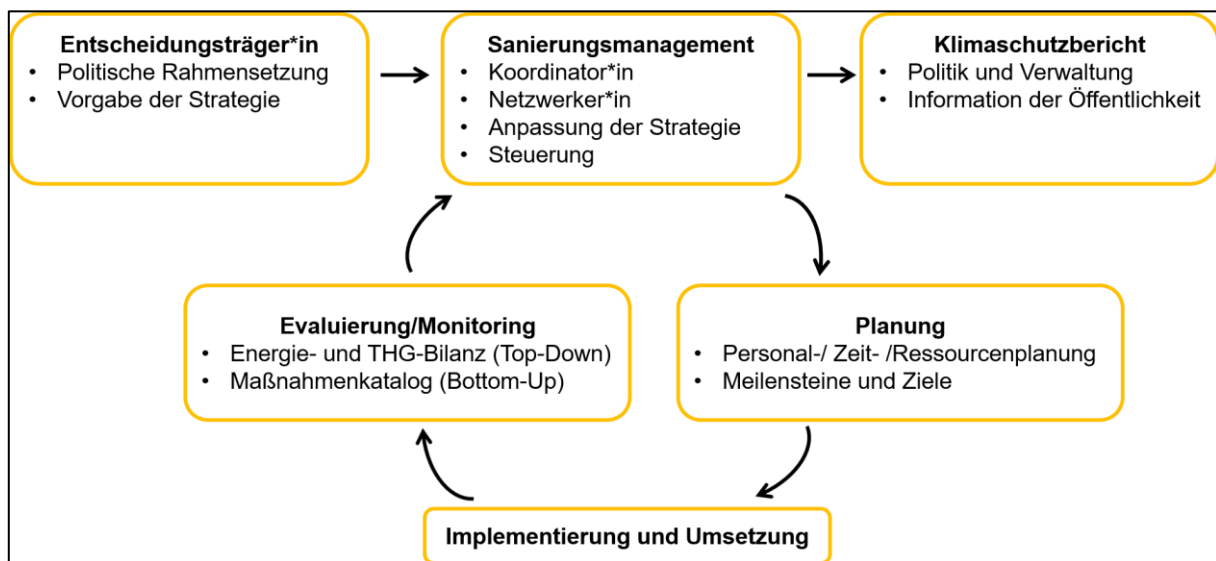 Entscheidungsträger*in
• Politische Rahmensetzung
• Vorgabe der Strategie
Sanierungsmanagement
• Koordinator*in
• Netzwerker*in
• Anpassung der Strategie
• Steuerung
Klimaschutzbericht
• Politik und Verwaltung
• Information der Öffentlichkeit
Evaluierung/Monitoring
• Energie- und THG-Bilanz (Top-Down)
• Maßnahmenkatalog (Bottom-Up)
Planung
• Personal-/ Zeit- /Ressourcenplanung
• Meilensteine und Ziele
Implementierung und Umsetzung